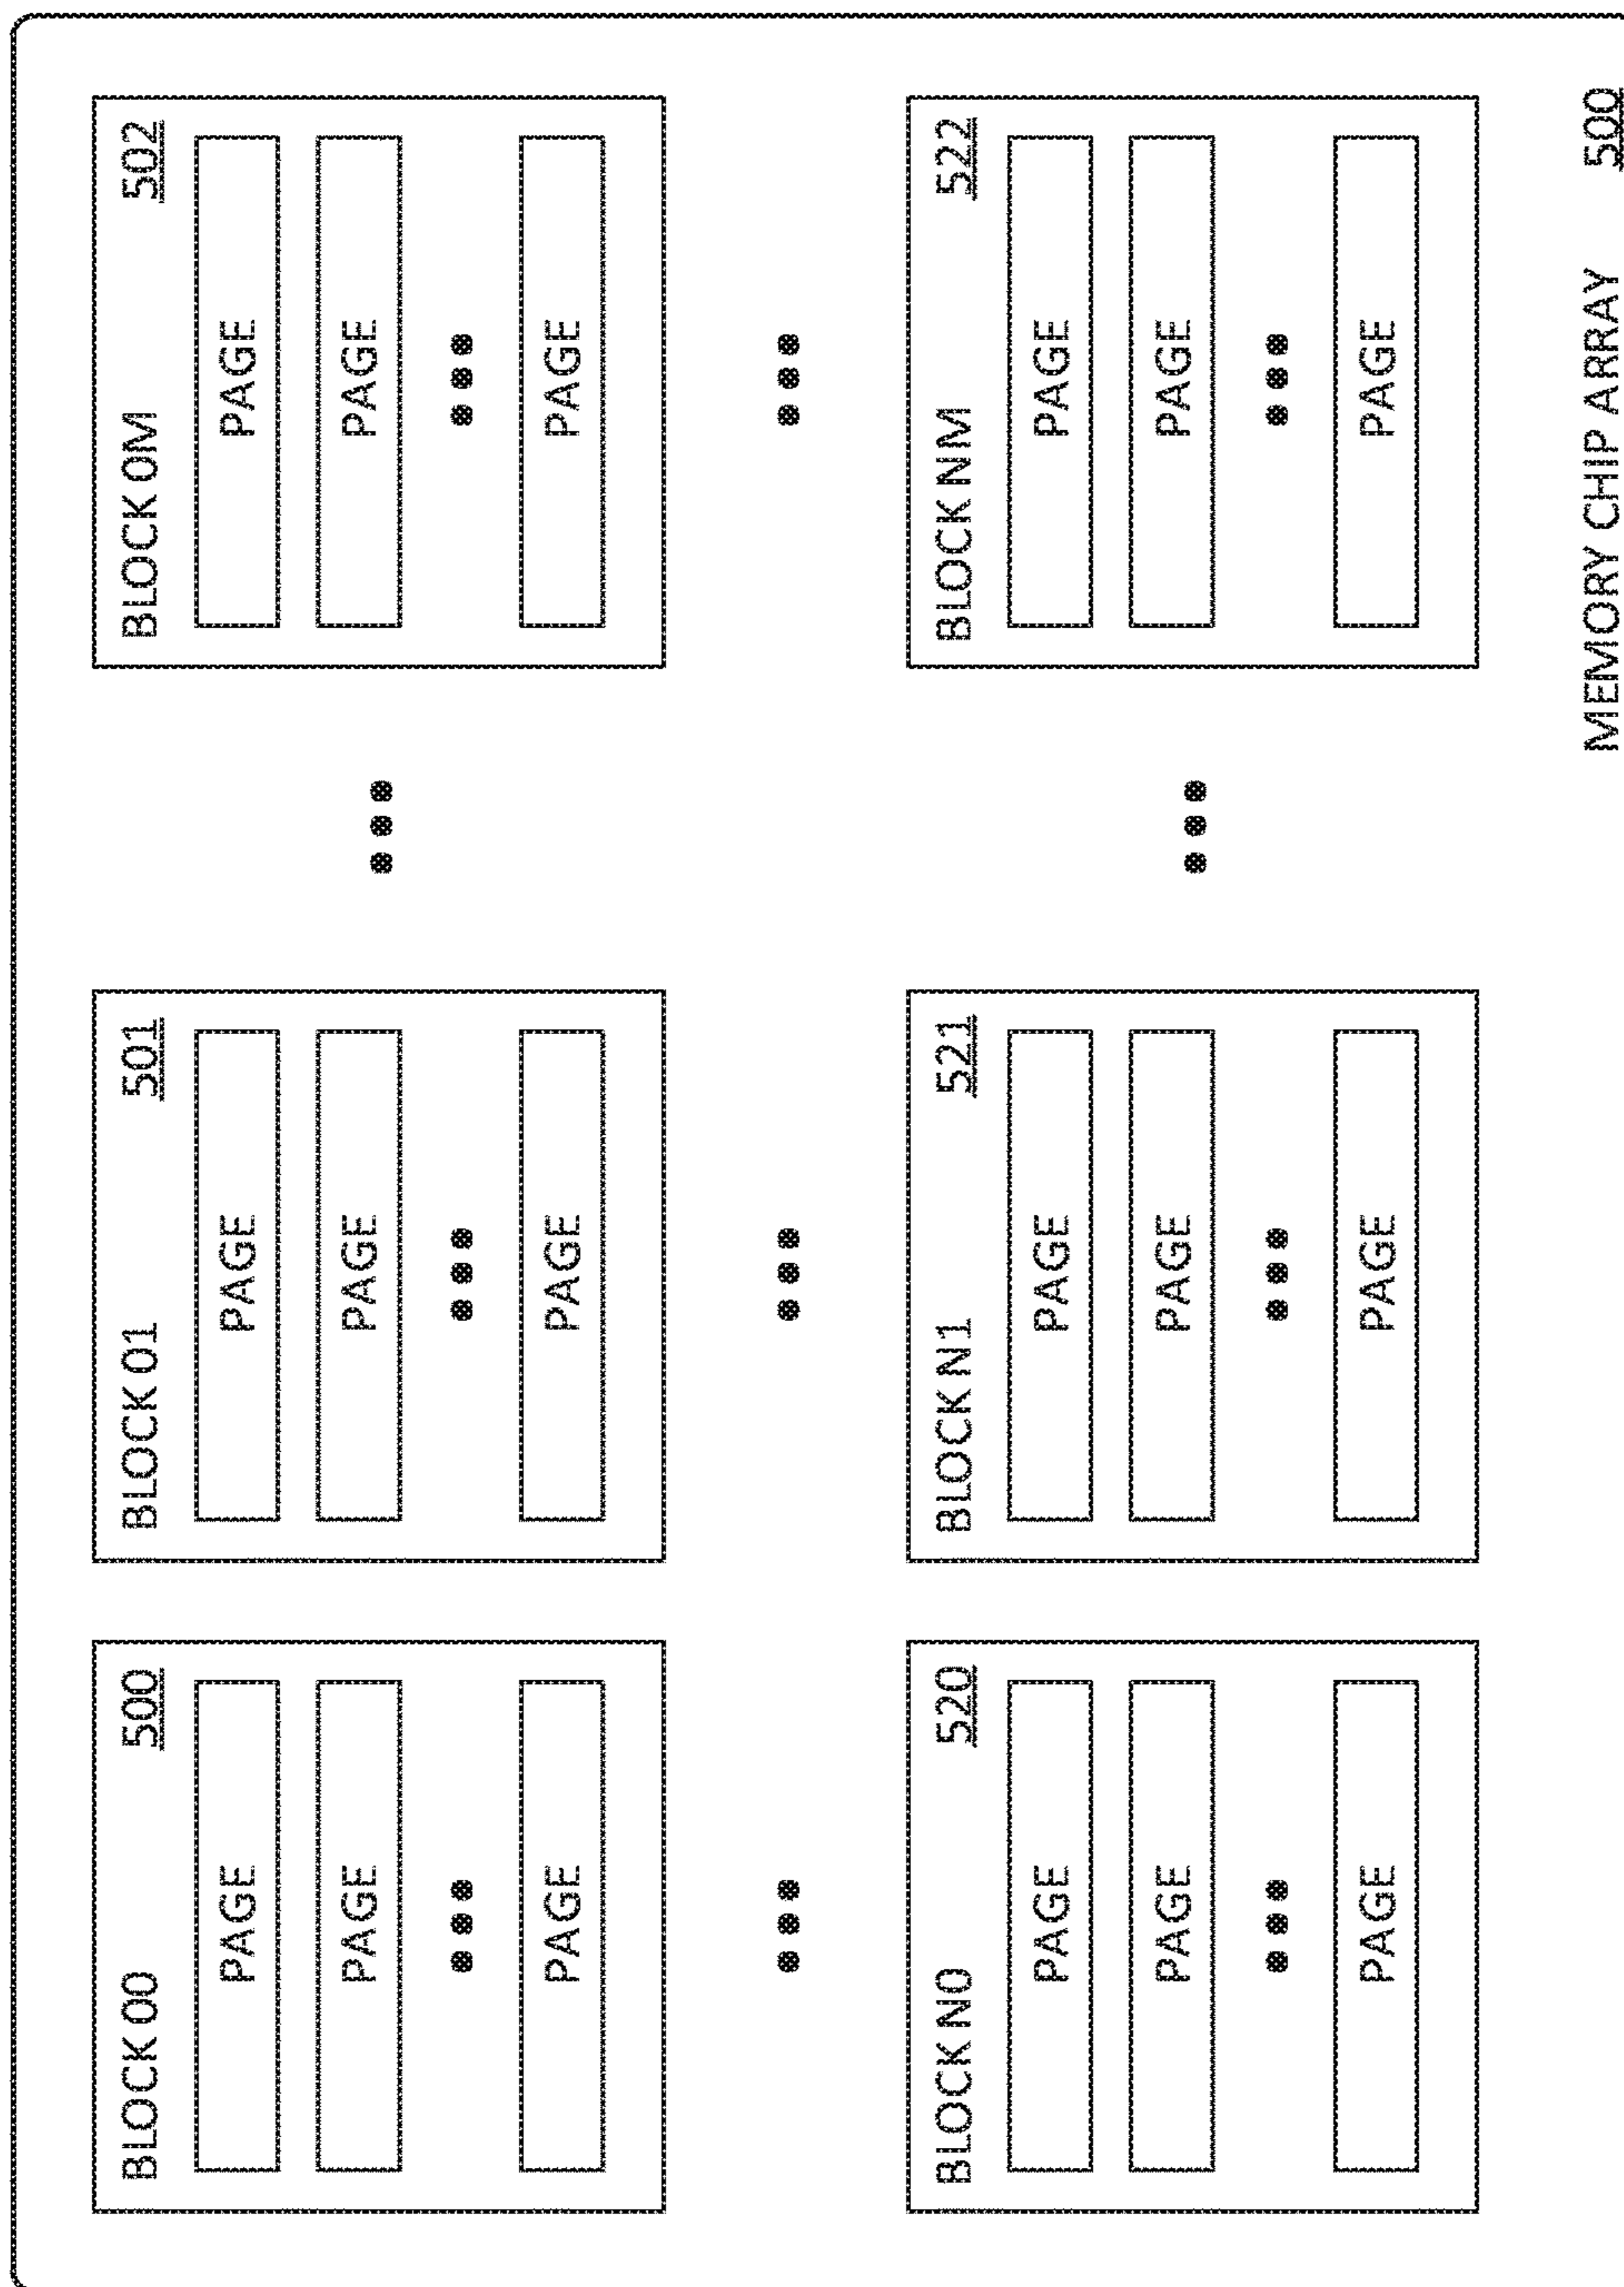 BLOCK 00 500
PAGE
PAGE
PAGE
BLOCK 01 501
PAGE
PAGE
PAGE
BLOCK 0M 502
PAGE
PAGE
PAGE
BLOCK N0 520
PAGE
PAGE
PAGE
BLOCK N1 521
PAGE
PAGE
PAGE
BLOCK NM 522
PAGE
PAGE
PAGE
MEMORY CHIP ARRAY 500